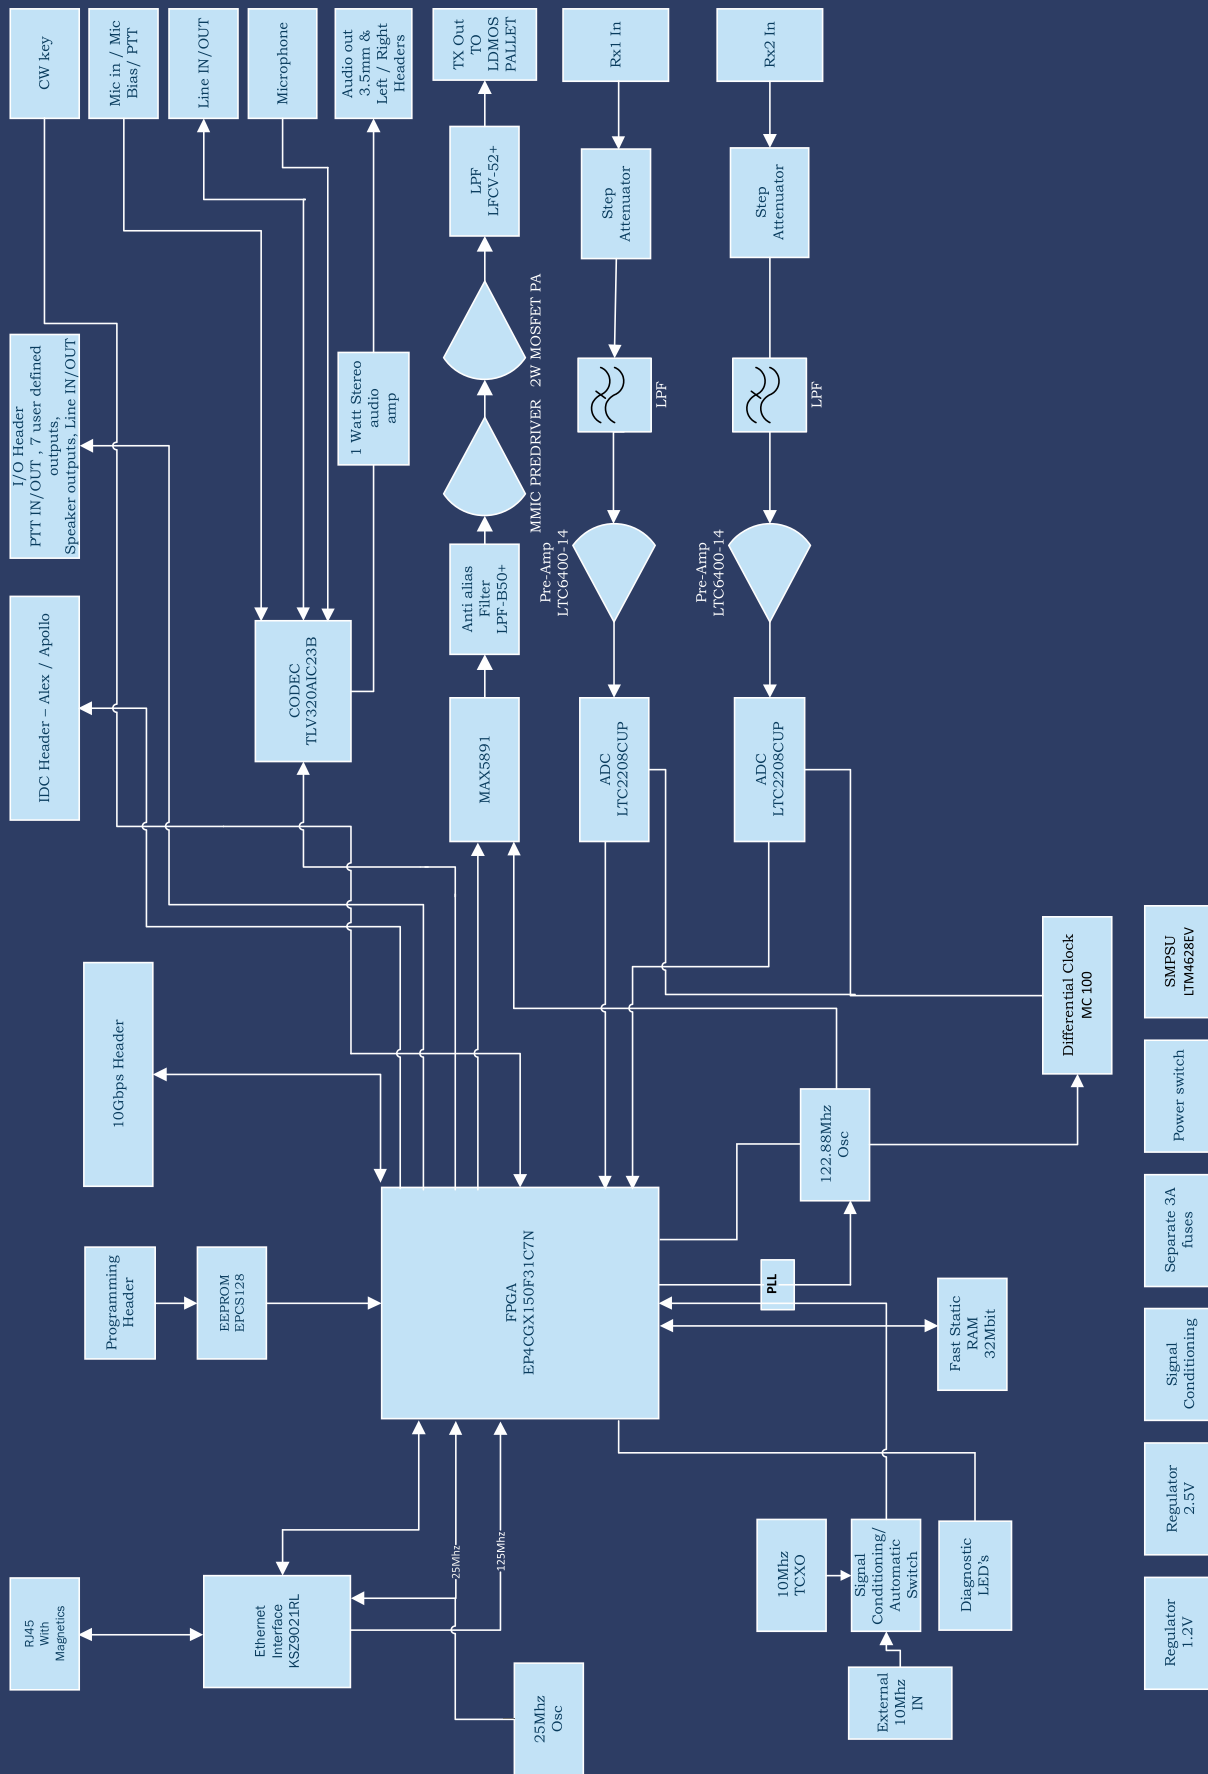 CW key
Mic in / Mic
Bias/ PTT
Line IN/OUT
Microphone
Audio out
3.5mm &
Left / Right
Headers
TX Out
TO
LDMOS
PALLET
Rx1 In
Rx2 In
LPF
LFCV-52+
Step
Attenuator
Step
Attenuator
I/O Header
PTT IN/OUT , 7 user defined
outputs,
Speaker outputs, Line IN/OUT
1 Watt Stereo
audio
amp
2W MOSFET PA
LPF
LPF
MMIC PREDRIVER
Pre-Amp
LTC6400-14
Pre-Amp
LTC6400-14
IDC Header – Alex / Apollo
CODEC
TLV320AIC23B
Anti alias
Filter
LPF-B50+
MAX5891
ADC
LTC2208CUP
ADC
LTC2208CUP
10Gbps Header
Differential Clock
MC 100
SMPSU
LTM4628EV
122.88Mhz
Osc
Power switch
Programming
Header
EEPROM
EPCS128
FPGA
EP4CGX150F31C7N
PLL
Fast Static
RAM
32Mbit
Separate 3A
fuses
Signal
Conditioning
RJ45
With
Magnetics
Ethernet
Interface
KSZ9021RL
25Mhz
125Mhz
25Mhz
Osc
10Mhz
TCXO
Signal
Conditioning/
Automatic
Switch
External
10Mhz
IN
Diagnostic
LED's
Regulator
2.5V
Regulator
1.2V